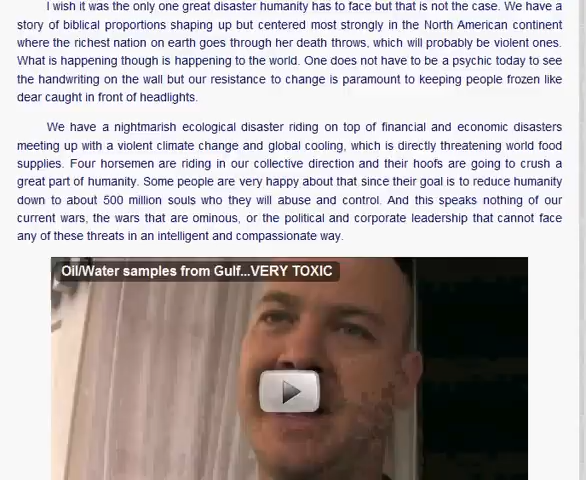 I wish it was the only one great disaster humanity has to face but that is not the case. We have a
story of biblical proportions shaping up but centered most strongly in the North American continent
where the richest nation on earth goes through her death throws, which will probably be violent ones.
What is happening though is happening to the world. One does not have to be a psychic today to see
the handwriting on the wall but our resistance to change is paramount to keeping people frozen like
dear caught in front of headlights.
We have a nightmarish ecological disaster riding on top of financial and economic disasters
meeting up with a violent climate change and global cooling, which is directly threatening world food
supplies. Four horsemen are riding in our collective direction and their hoofs are going to crush a
great part of humanity. Some people are very happy about that since their goal is to reduce humanity
down to about 500 million souls who they will abuse and control. And this speaks nothing of our
current wars, the wars that are ominous, or the political and corporate leadership that cannot face
any of these threats in an intelligent and compassionate way.
Oil/Water samples from Gulf...VERY TOXIC